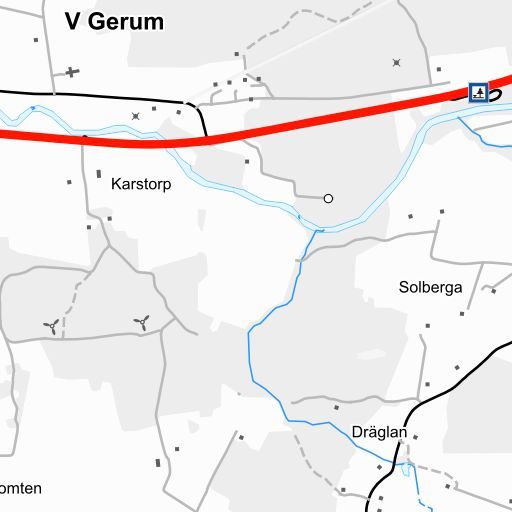 V Gerum
Karstorp
Solberga
Dräglan
omten